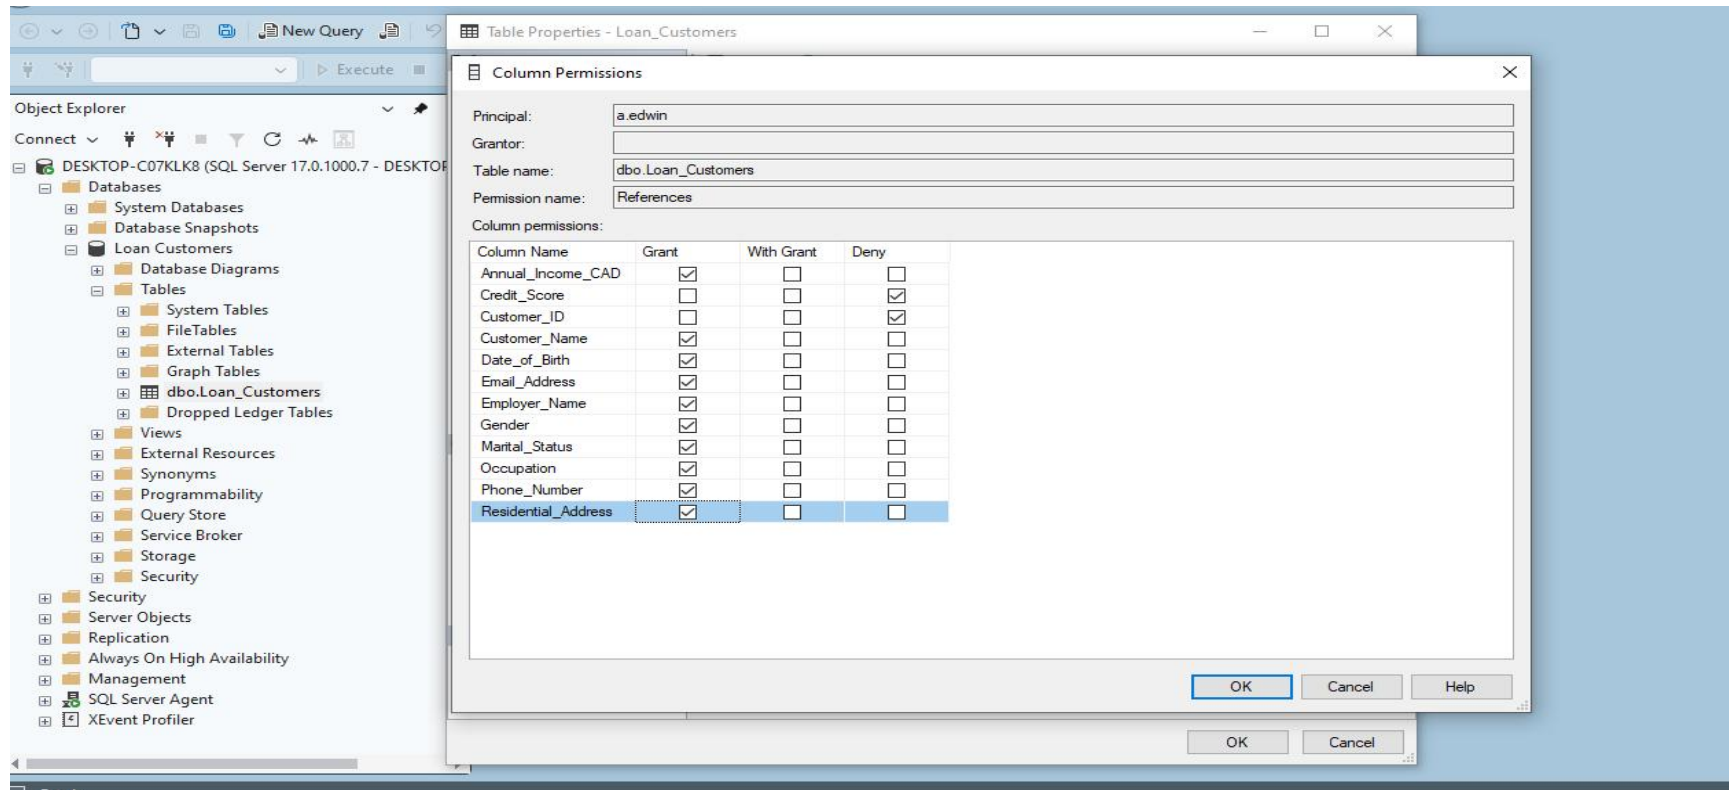 New Query
Table Properties - Loan_Customers
Execute
Column Permissions
Object Explorer
Connect
DESKTOP-C07KLK8 (SQL Server 17.0.1000.7 - DESKTOP
Databases
System Databases
Database Snapshots
Loan Customers
Database Diagrams
Tables
System Tables
FileTables
External Tables
Graph Tables
dbo.Loan_Customers
Dropped Ledger Tables
Views
External Resources
Synonyms
Programmability
Query Store
Service Broker
Storage
Security
Security
Server Objects
Replication
Always On High Availability
Management
SQL Server Agent
XEvent Profiler
Principal: a.edwin
Grantor:
Table name: dbo.Loan_Customers
Permission name: References
Column permissions:
Column Name Grant With Grant Deny
Annual_Income_CAD
Credit_Score
Customer_ID
Customer_Name
Date_of_Birth
Email_Address
Employer_Name
Gender
Marital_Status
Occupation
Phone_Number
Residential_Address
OK Cancel Help
OK Cancel